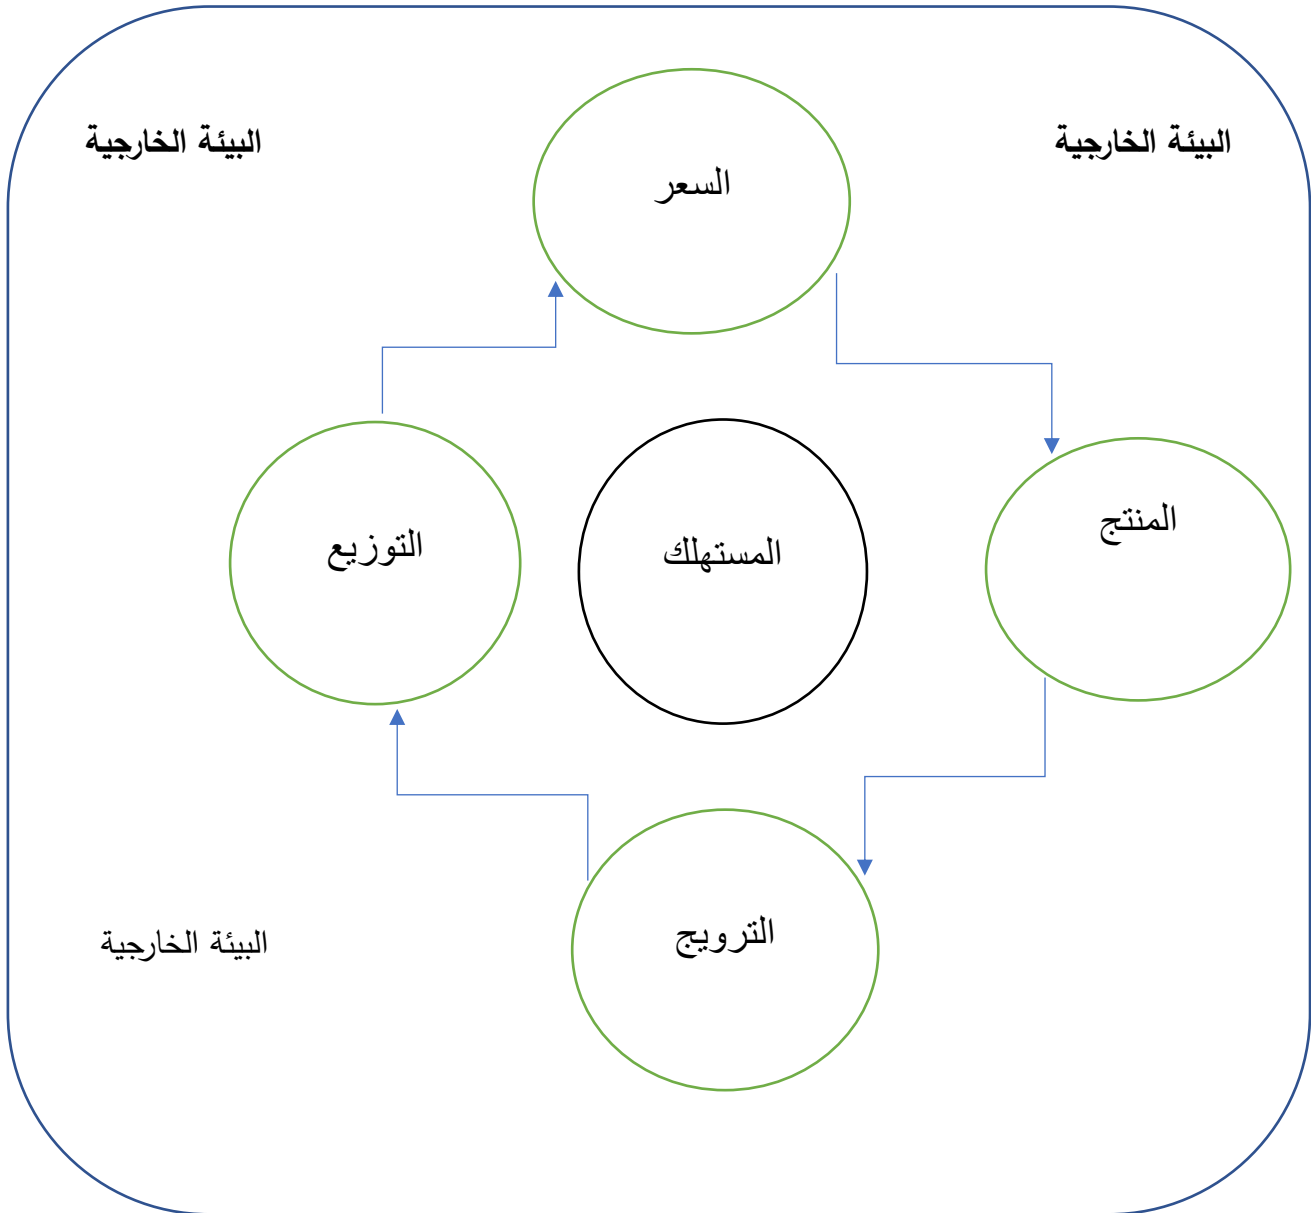 البيئة الخارجية
البيئة الخارجية
السعر
المنتج
المستهلك
التوزيع
الترويج
البيئة الخارجية